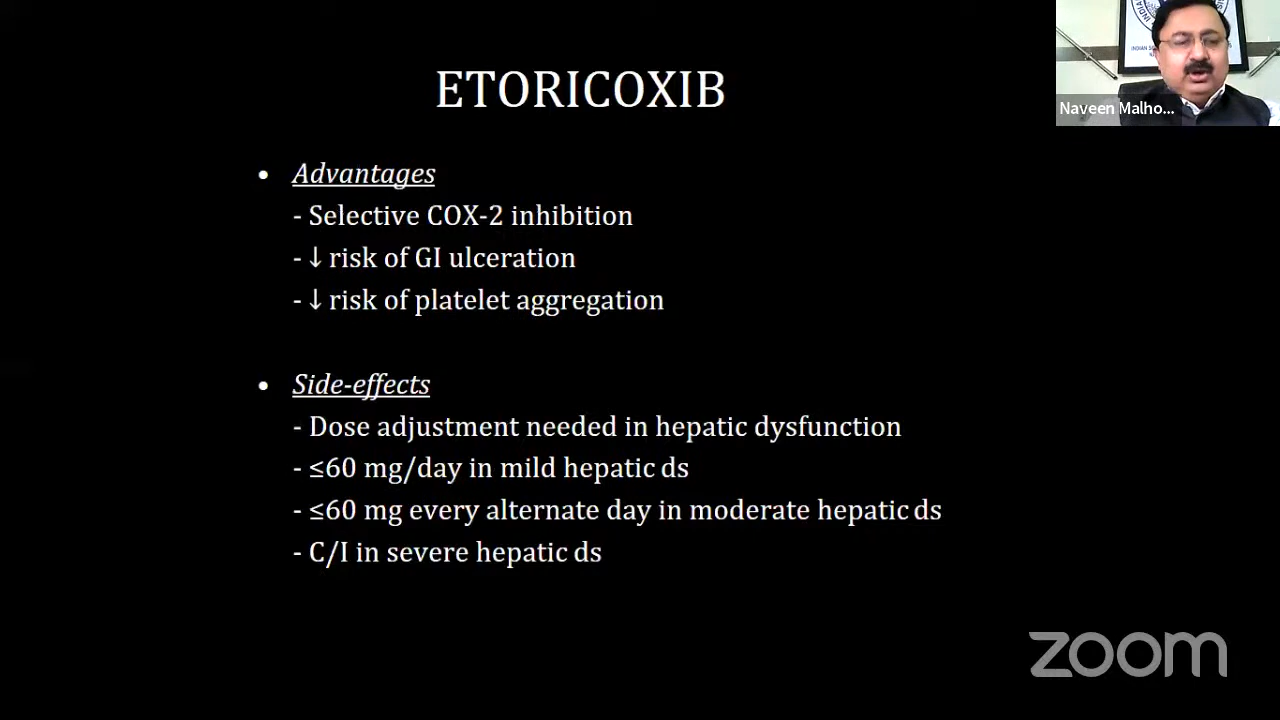 ETORICOXIB
• Advantages
- Selective COX-2 inhibition
- ↓ risk of GI ulceration
- ↓ risk of platelet aggregation
• Side-effects
- Dose adjustment needed in hepatic dysfunction
- ≤60 mg/day in mild hepatic ds
- ≤60 mg every alternate day in moderate hepatic ds
- C/I in severe hepatic ds
Naveen Malho...
zoom